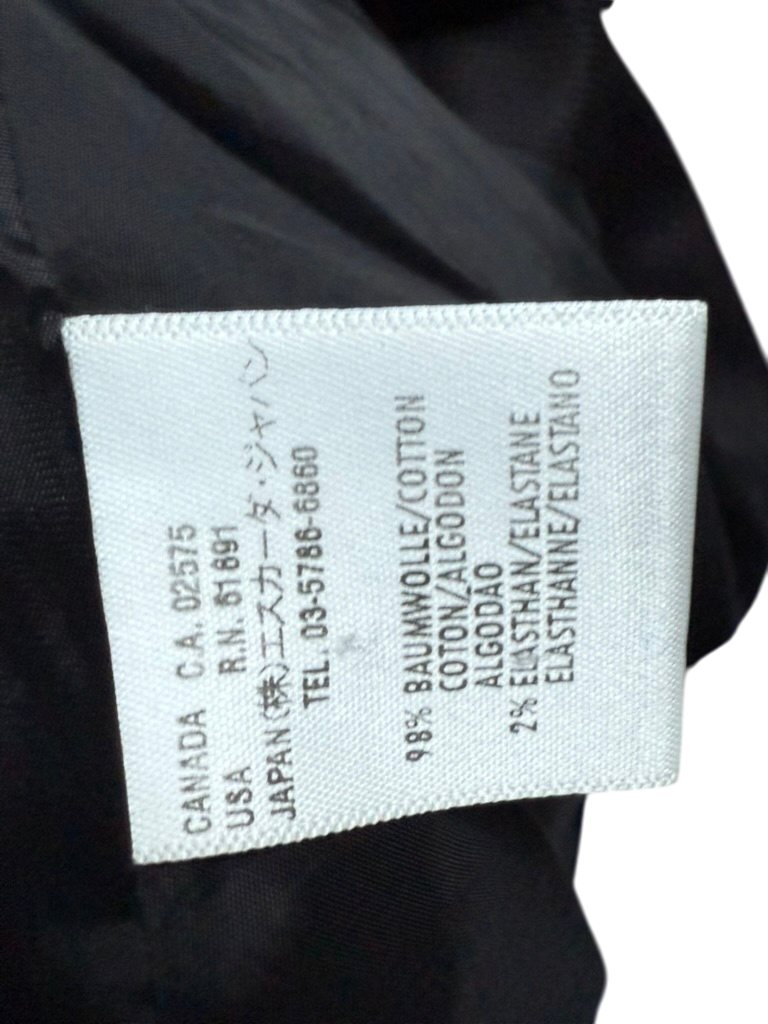 CANADA C.A. 02575
USA R.N. 61691
JAPAN(株)エスカーダ・ジャパン
TEL. 03-5786-6860
98% BAUMWOLLE/COTTON
COTON/ALGODON
ALGODAO
2% ELASTHAN/ELASTANE
ELASTHANNE/ELASTANO